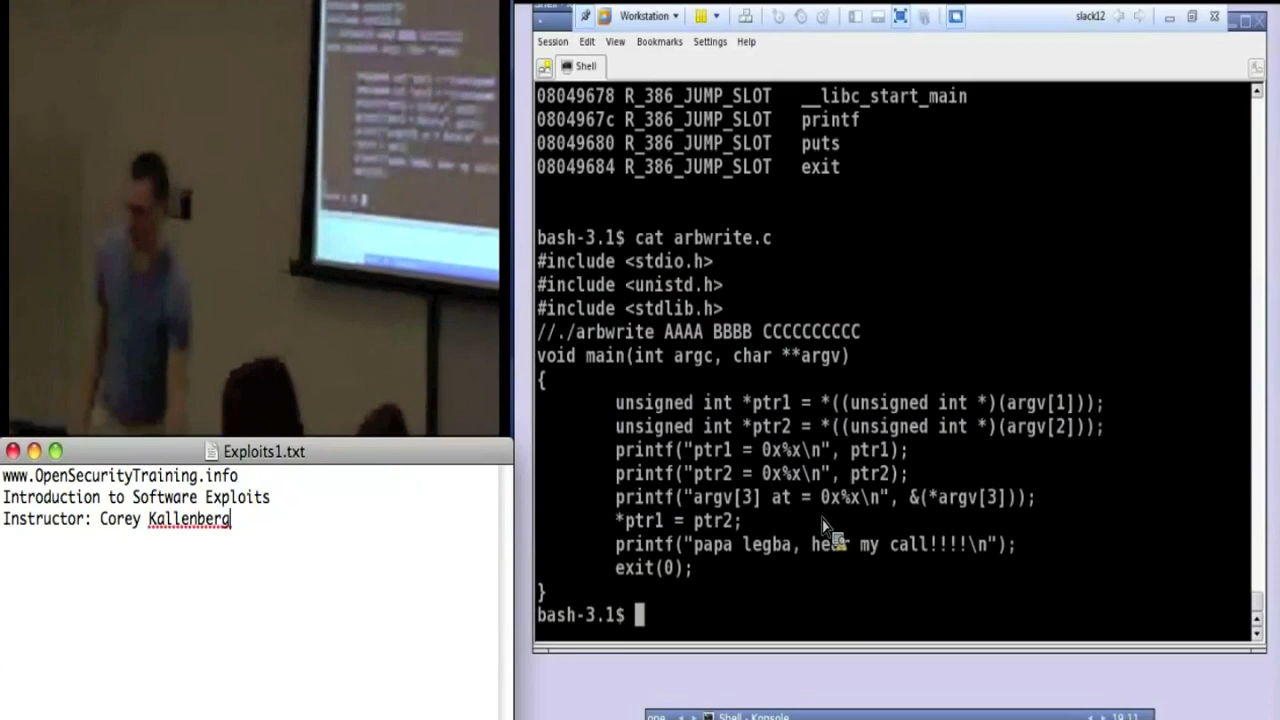 slack12
Workstation
Session Edit View Bookmarks Settings Help
Shell
08049678 R_386_JUMP_SLOT __libc_start_main
0804967c R_386_JUMP_SLOT printf
08049680 R_386_JUMP_SLOT puts
08049684 R_386_JUMP_SLOT exit
bash-3.1$ cat arbwrite.c
#include <stdio.h>
#include <unistd.h>
#include <stdlib.h>
//./arbwrite AAAA BBBB CCCCCCCCCC
void main(int argc, char **argv)
{
unsigned int *ptr1 = *((unsigned int *)(argv[1]));
unsigned int *ptr2 = *((unsigned int *)(argv[2]));
printf("ptr1 = 0x%x\n", ptr1);
printf("ptr2 = 0x%x\n", ptr2);
printf("argv[3] at = 0x%x\n", &(*argv[3]));
*ptr1 = ptr2;
printf("papa legba, hear my call!!!!\n");
exit(0);
}
bash-3.1$
Exploits1.txt
www.OpenSecurityTraining.info
Introduction to Software Exploits
Instructor: Corey Kallenberg
Shell - Konsole